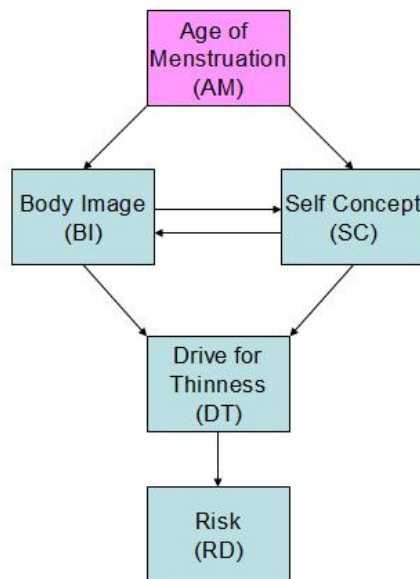 Age of
Menstruation
(AM)
Body Image
(BI)
Self Concept
(SC)
Drive for
Thinness
(DT)
Risk
(RD)